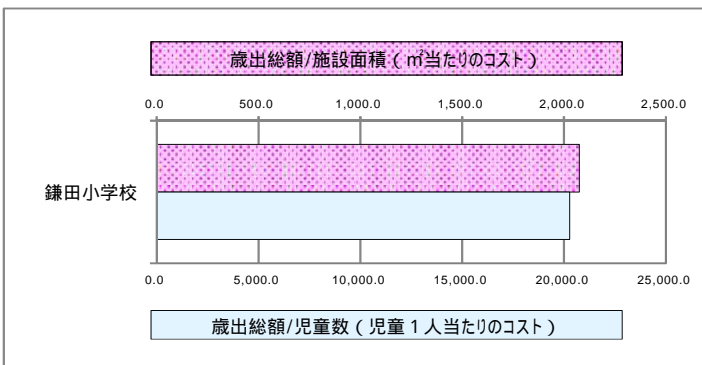 歳出総額/施設面積（㎡当たりのコスト）
0.0 500.0 1,000.0 1,500.0 2,000.0 2,500.0
鎌田小学校
0.0 5,000.0 10,000.0 15,000.0 20,000.0 25,000.0
歳出総額/児童数（児童１人当たりのコスト）